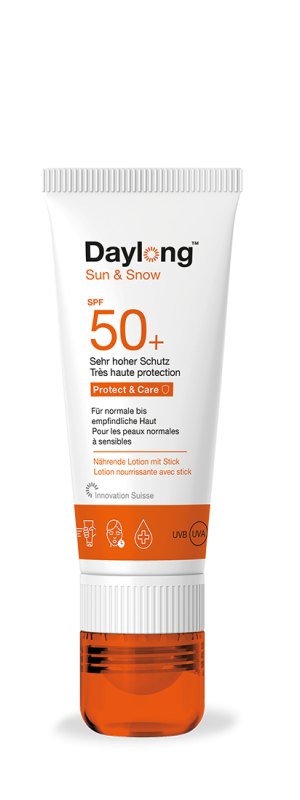 Daylong™
Sun & Snow
SPF
50+
Sehr hoher Schutz
Très haute protection
Protect & Care
Für normale bis
empfindliche Haut
Pour les peaux normales
à sensibles
Nährende Lotion mit Stick
Lotion nourrissante avec stick
innovation Suisse
UVB UVA